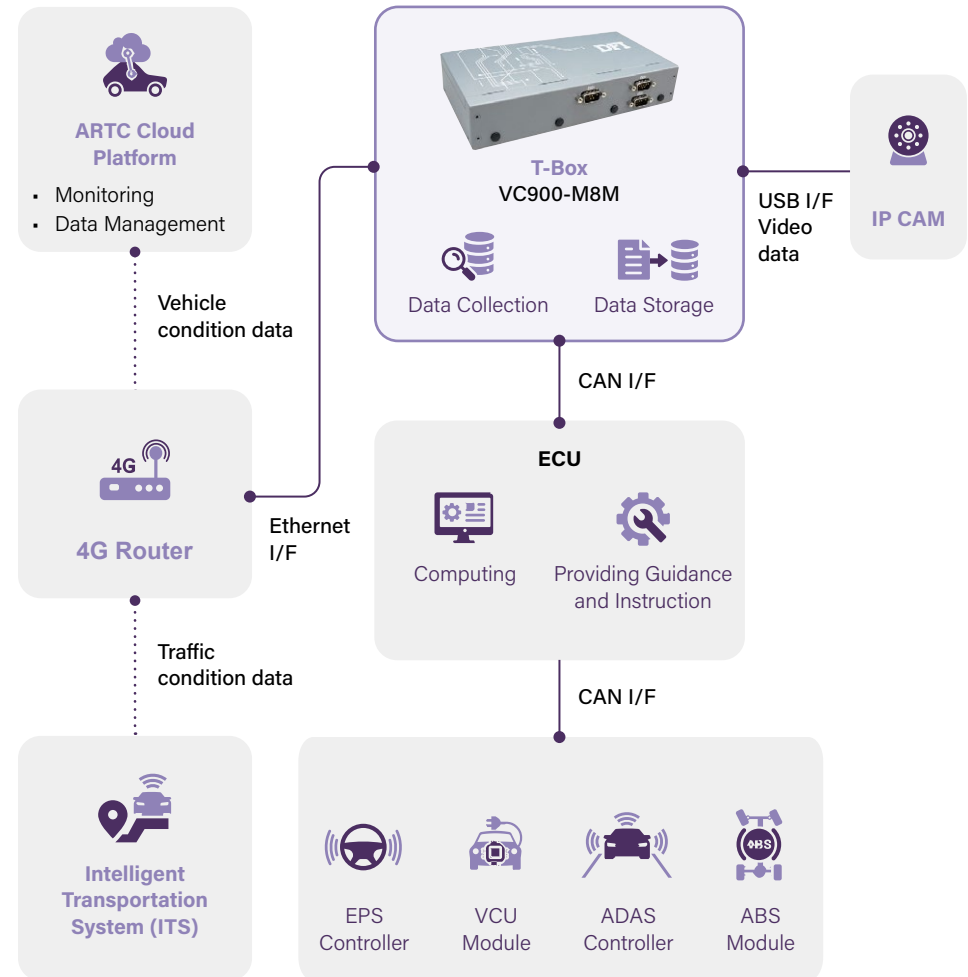 ARTC Cloud
Platform
• Monitoring
• Data Management
Vehicle
condition data
4G
4G Router
Ethernet
I/F
Traffic
condition data
Intelligent
Transportation
System (ITS)
DFI
T-Box
VC900-M8M
Data Collection
Data Storage
USB I/F
Video
data
IP CAM
CAN I/F
ECU
Computing
Providing Guidance
and Instruction
CAN I/F
EPS
Controller
VCU
Module
ADAS
Controller
ABS
ABS
Module